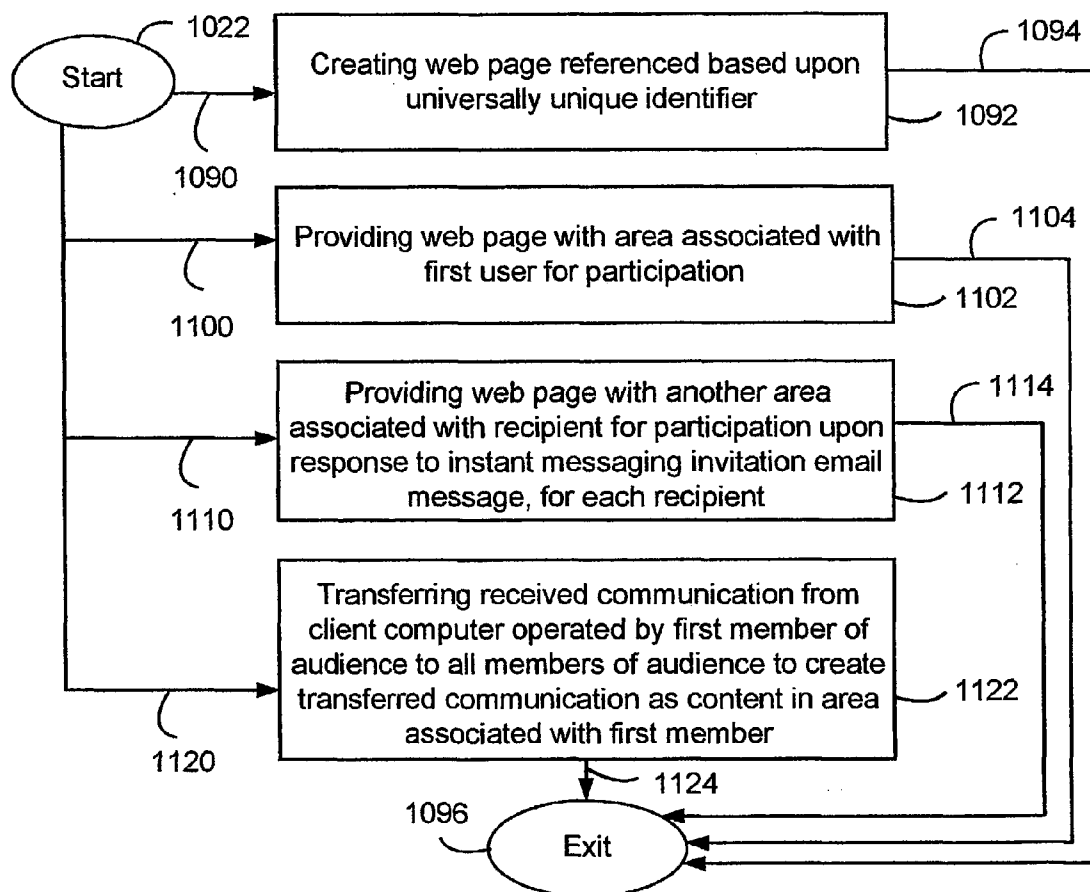 1022
Start
1090
Creating web page referenced based upon
universally unique identifier
1092
1094
1100
Providing web page with area associated with
first user for participation
1102
1104
1110
Providing web page with another area
associated with recipient for participation upon
response to instant messaging invitation email
message, for each recipient
1112
1114
1120
Transferring received communication from
client computer operated by first member of
audience to all members of audience to create
transferred communication as content in area
associated with first member
1122
1124
1096
Exit